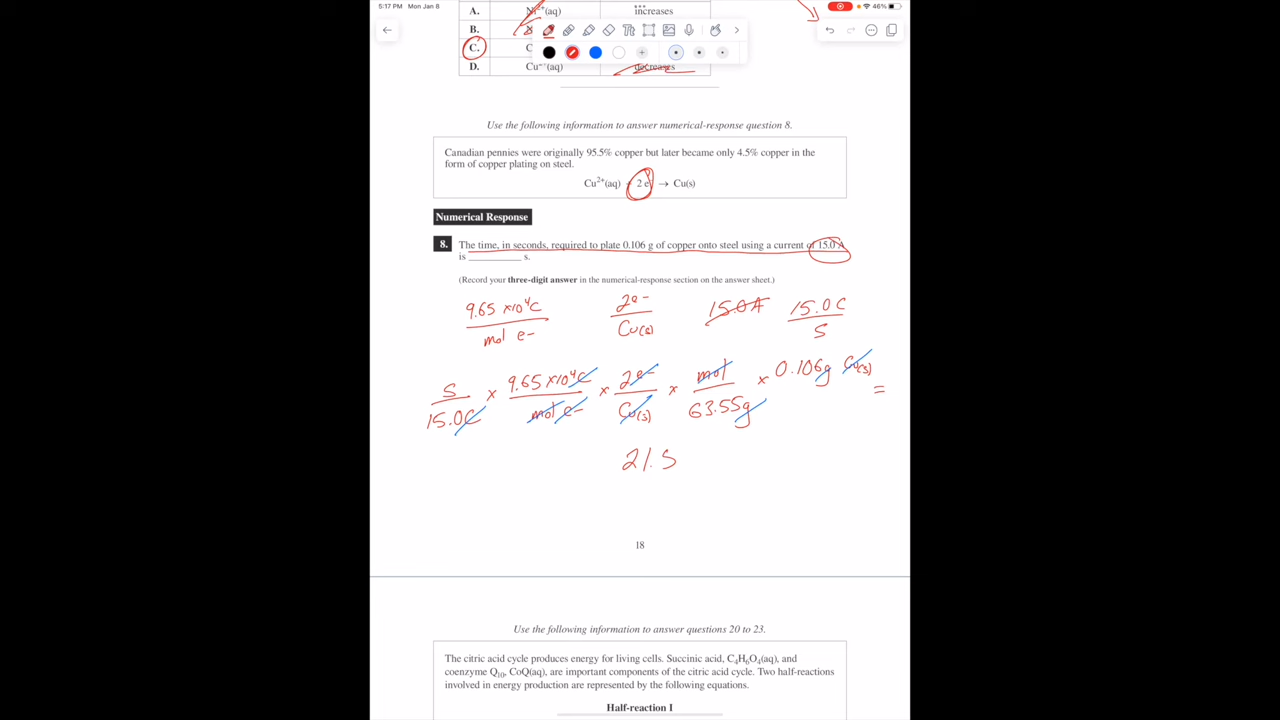 5:17 PM Mon Jan 8
46%
A. Ni²⁺(aq) increases
B.
C. C
D. Cu²⁺(aq) decreases
Use the following information to answer numerical-response question 8.
Canadian pennies were originally 95.5% copper but later became only 4.5% copper in the
form of copper plating on steel.
Cu²⁺(aq) + 2 e⁻ → Cu(s)
Numerical Response
8. The time, in seconds, required to plate 0.106 g of copper onto steel using a current of 15.0 A
is __________ s.
(Record your three-digit answer in the numerical-response section on the answer sheet.)
9.65 ×10⁴C / mol e- 2e- / Cu(s) 15.0A 15.0C / S
S / 15.0C × 9.65 ×10⁴C / mol e- × 2e- / Cu(s) × mol / 63.55g × 0.106g Cu(s) =
21.5
18
Use the following information to answer questions 20 to 23.
The citric acid cycle produces energy for living cells. Succinic acid, C₄H₆O₄(aq), and
coenzyme Q₁₀, CoQ(aq), are important components of the citric acid cycle. Two half-reactions
involved in energy production are represented by the following equations.
Half-reaction I